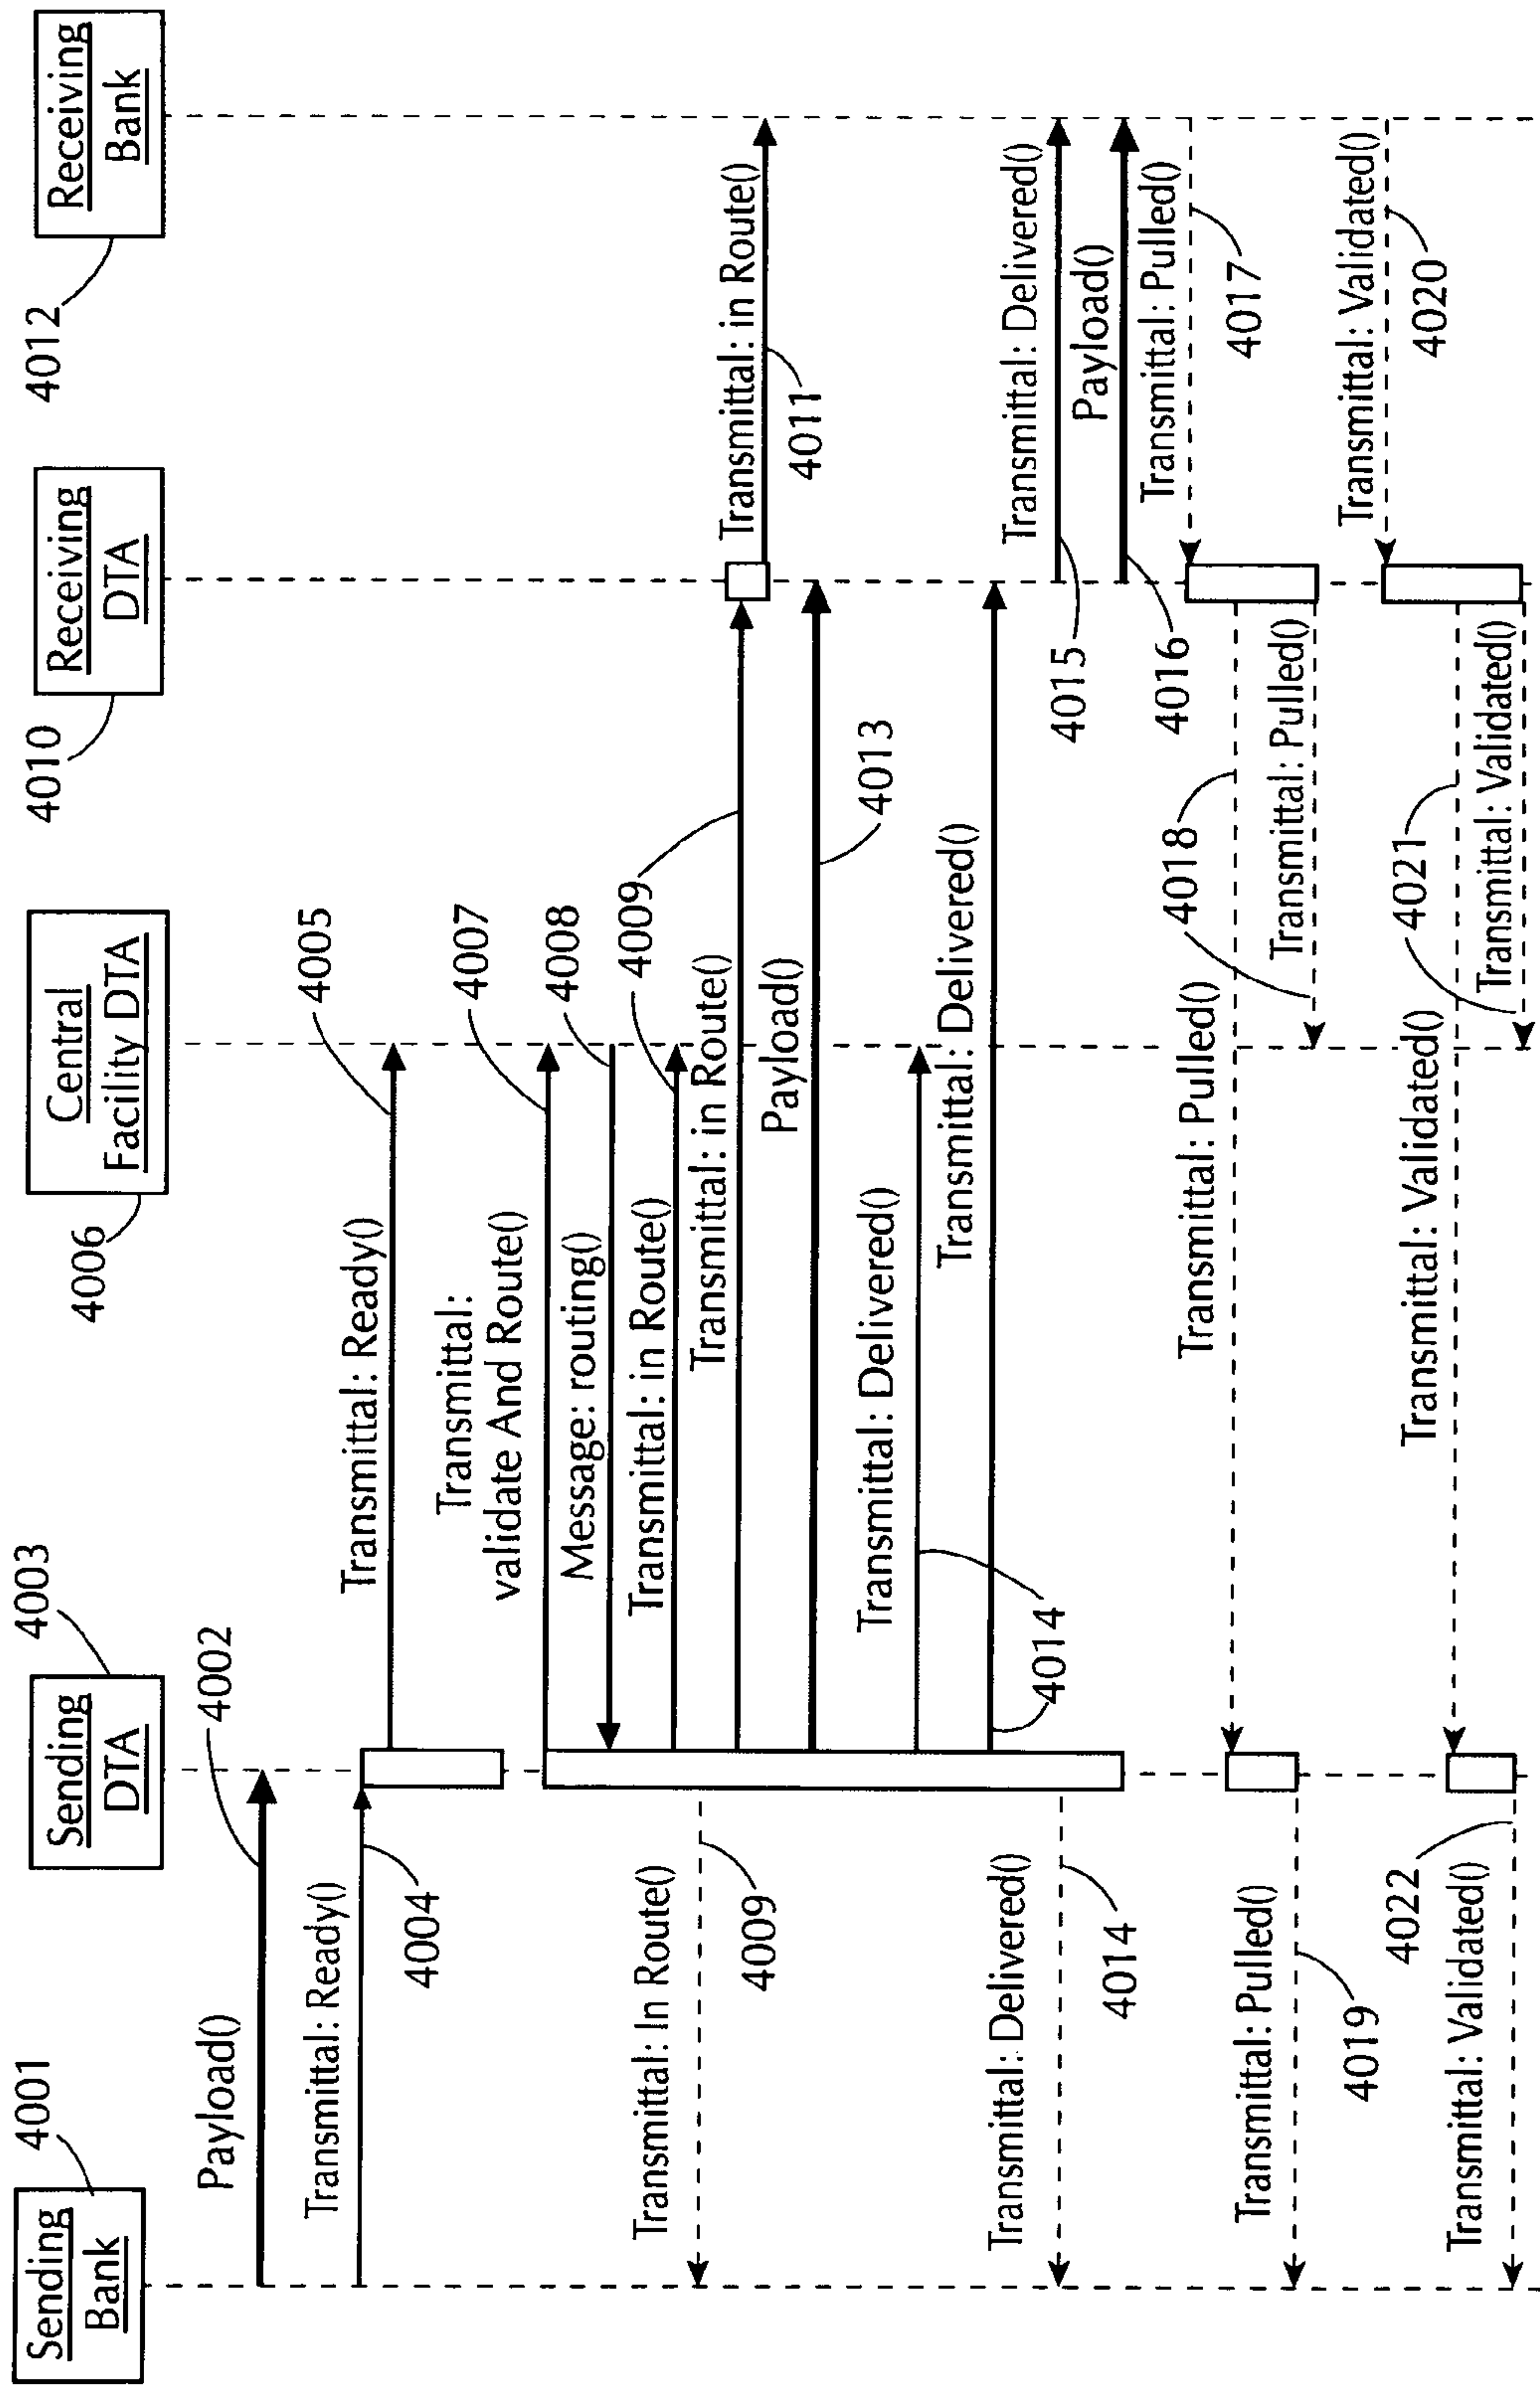 Sending
Bank
4001
Sending
DTA
4003
Central
Facility DTA
4006
Receiving
DTA
4010
Receiving
Bank
4012
Payload()
4002
Transmittal: Ready()
4004
Transmittal: Ready()
4005
Transmittal:
validate And Route()
4007
Message: routing()
4008
Transmittal: in Route()
4009
Transmittal: In Route()
4009
Transmittal: in Route()
Transmittal: in Route()
4011
Payload()
4013
Transmittal: Delivered()
Transmittal: Delivered()
4014
Transmittal: Delivered()
4014
Transmittal: Delivered()
4015
Payload()
4016
Transmittal: Pulled()
4017
Transmittal: Pulled()
4018
Transmittal: Pulled()
Transmittal: Pulled()
4019
Transmittal: Validated()
4020
Transmittal: Validated()
4021
Transmittal: Validated()
4022
Transmittal: Validated()